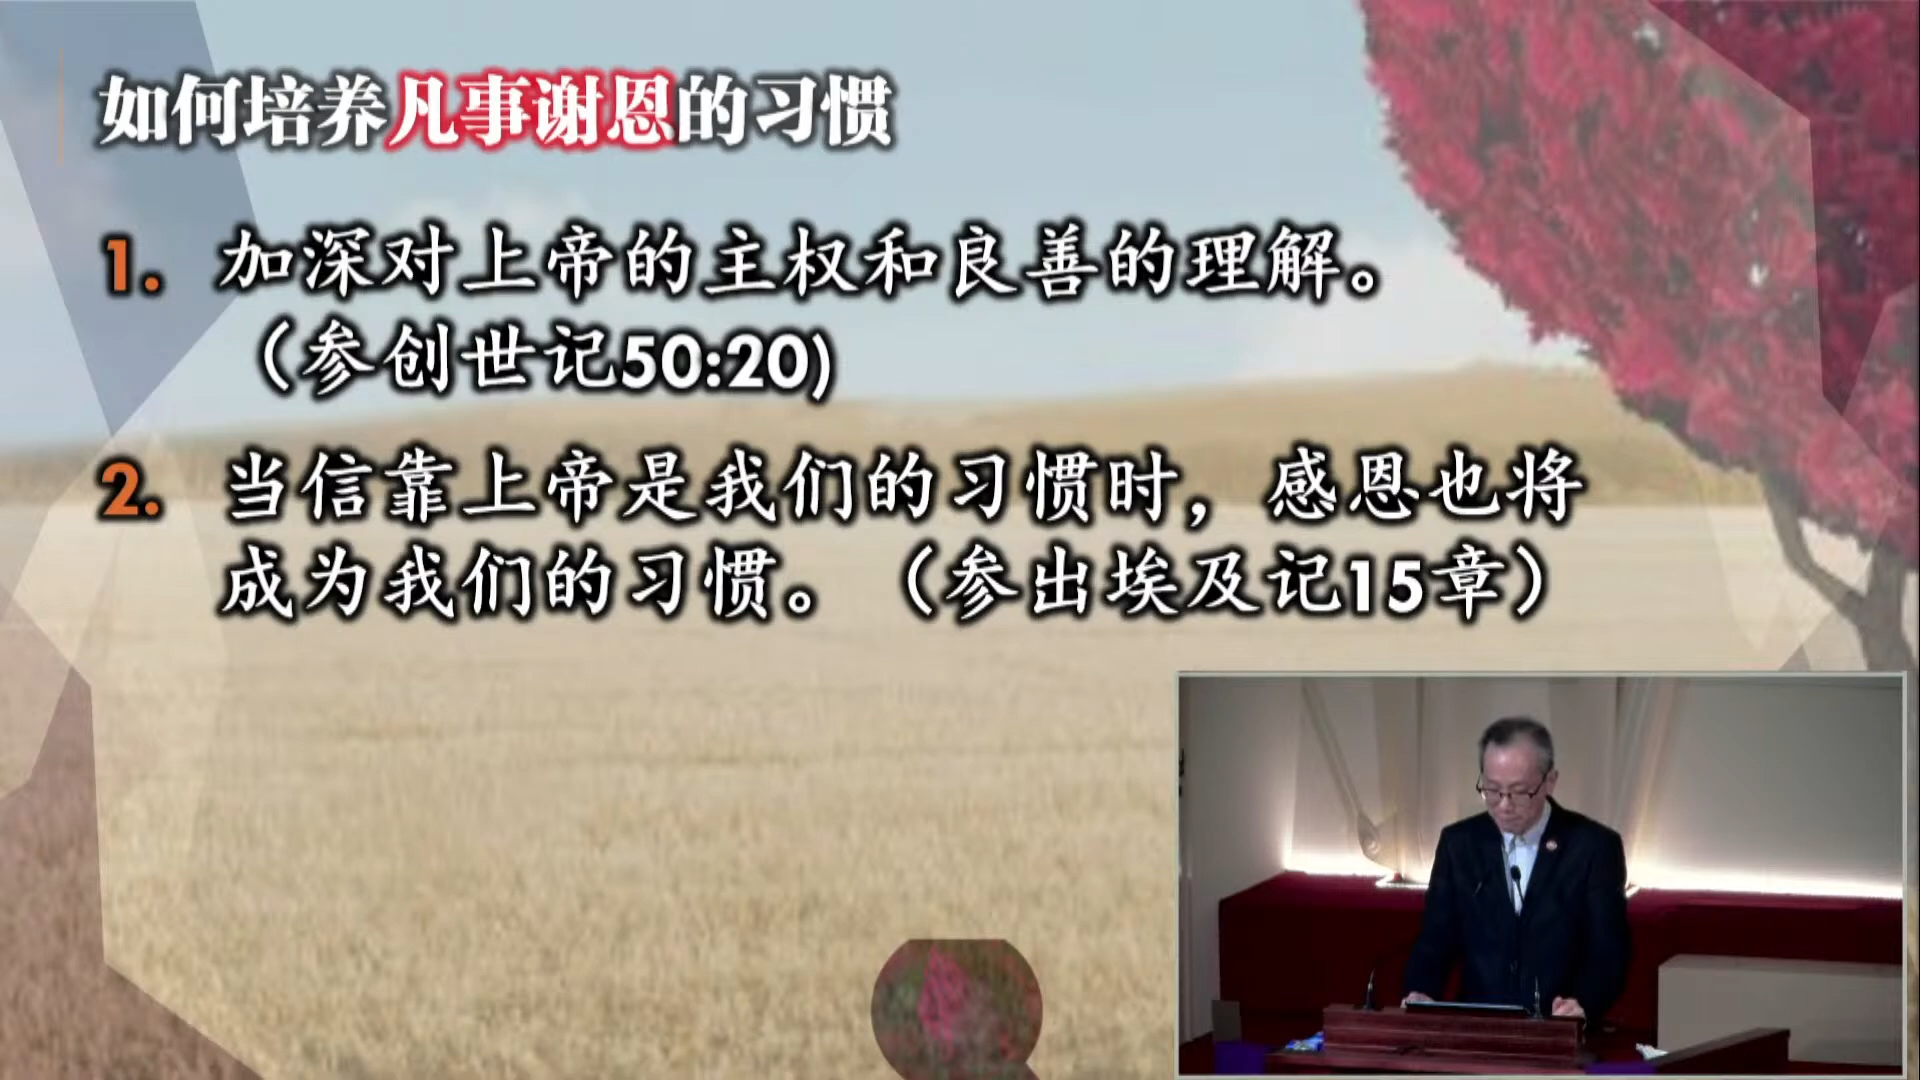 如何培养凡事谢恩的习惯
1. 加深对上帝的主权和良善的理解。
（参创世记50:20)
2. 当信靠上帝是我们的习惯时，感恩也将
成为我们的习惯。（参出埃及记15章）